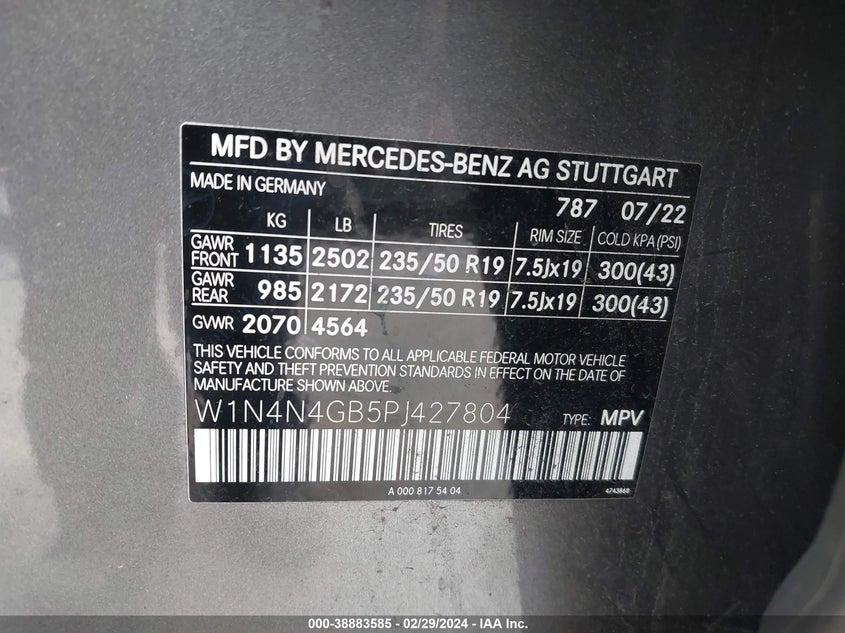 MFD BY MERCEDES-BENZ AG STUTTGART
MADE IN GERMANY
787 07/22
KG LB TIRES RIM SIZE COLD KPA (PSI)
GAWR FRONT 1135 2502 235/50 R19 7.5Jx19 300(43)
GAWR REAR 985 2172 235/50 R19 7.5Jx19 300(43)
GVWR 2070 4564
THIS VEHICLE CONFORMS TO ALL APPLICABLE FEDERAL MOTOR VEHICLE
SAFETY AND THEFT PREVENTION STANDARDS IN EFFECT ON THE DATE OF
MANUFACTURE SHOWN ABOVE.
W1N4N4GB5PJ427804 TYPE: MPV
A 000 817 54 04 4743868
000-38883585 - 02/29/2024 - IAA Inc.